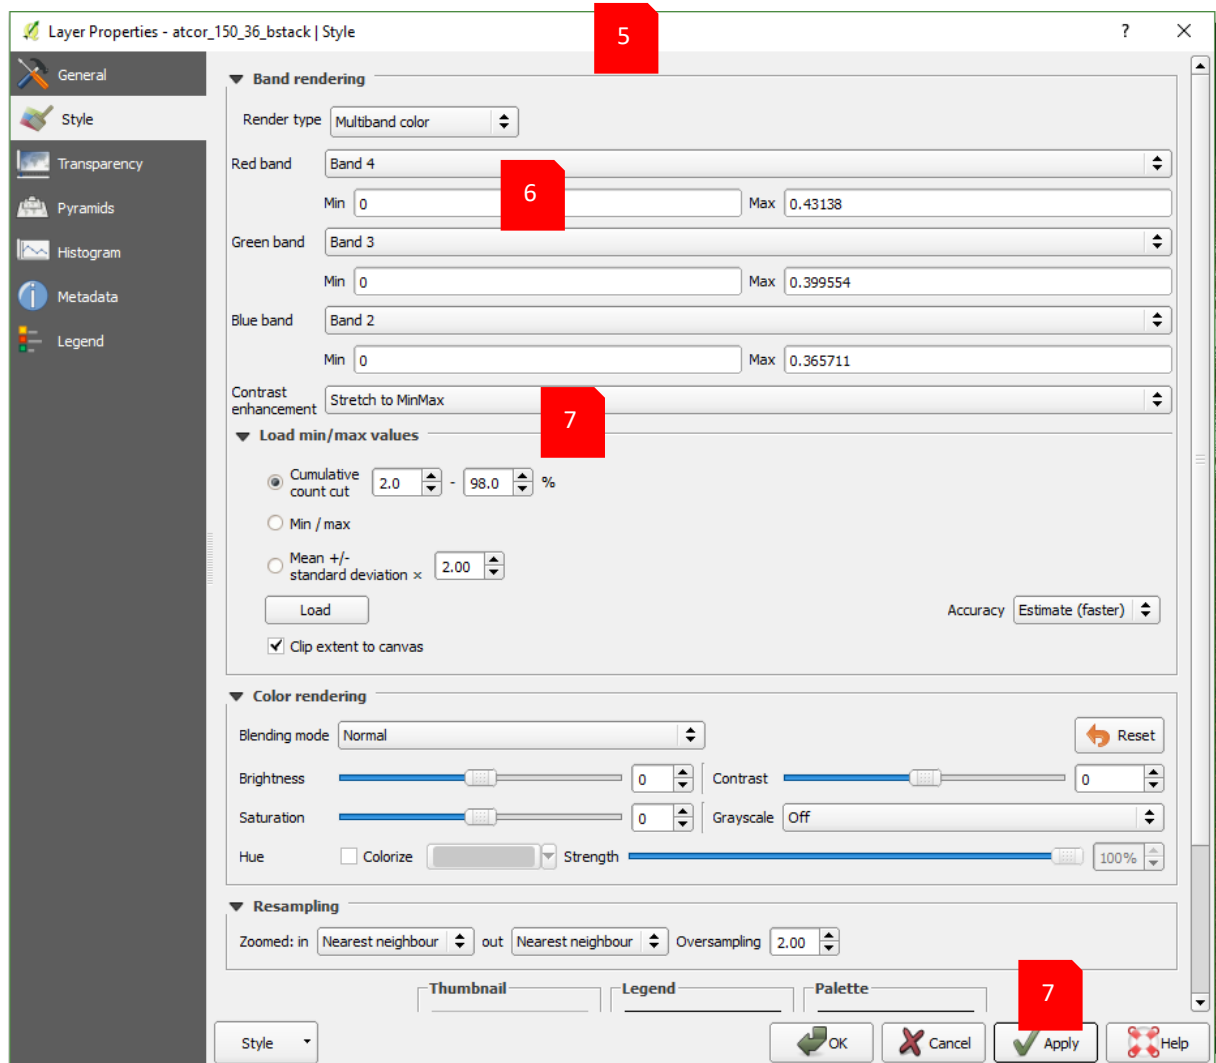 Layer Properties - atcor_150_36_bstack | Style
?
5
General
Style
Transparency
Pyramids
Histogram
Metadata
Legend
Band rendering
Render type Multiband color
Red band Band 4
6
Min 0 Max 0.43138
Green band Band 3
Min 0 Max 0.399554
Blue band Band 2
Min 0 Max 0.365711
Contrast
enhancement Stretch to MinMax
7
Load min/max values
Cumulative
count cut 2.0 - 98.0 %
Min / max
Mean +/-
standard deviation × 2.00
Load Accuracy Estimate (faster)
Clip extent to canvas
Color rendering
Blending mode Normal Reset
Brightness 0 Contrast 0
Saturation 0 Grayscale Off
Hue Colorize Strength 100%
Resampling
Zoomed: in Nearest neighbour out Nearest neighbour Oversampling 2.00
Thumbnail Legend Palette
7
Style OK Cancel Apply Help